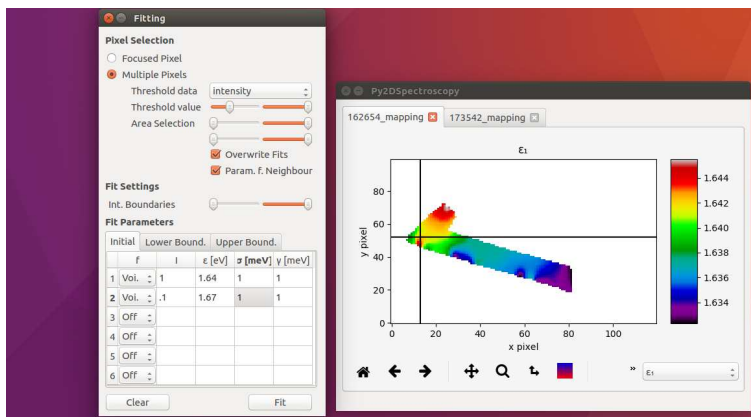 Fitting
Pixel Selection
Focused Pixel
Multiple Pixels
Threshold data intensity
Threshold value
Area Selection
Overwrite Fits
Param. f. Neighbour
Fit Settings
Int. Boundaries
Fit Parameters
Initial Lower Bound. Upper Bound.
f I ε [eV] σ [meV] γ [meV]
1 Voi. 1 1.64 1 1
2 Voi. .1 1.67 1 1
3 Off
4 Off
5 Off
6 Off
Clear Fit
Py2DSpectroscopy
162654_mapping 173542_mapping
ε₁
80
60
40
20
0
y pixel
0 20 40 60 80 100
x pixel
1.644
1.642
1.640
1.638
1.636
1.634
» ε₁